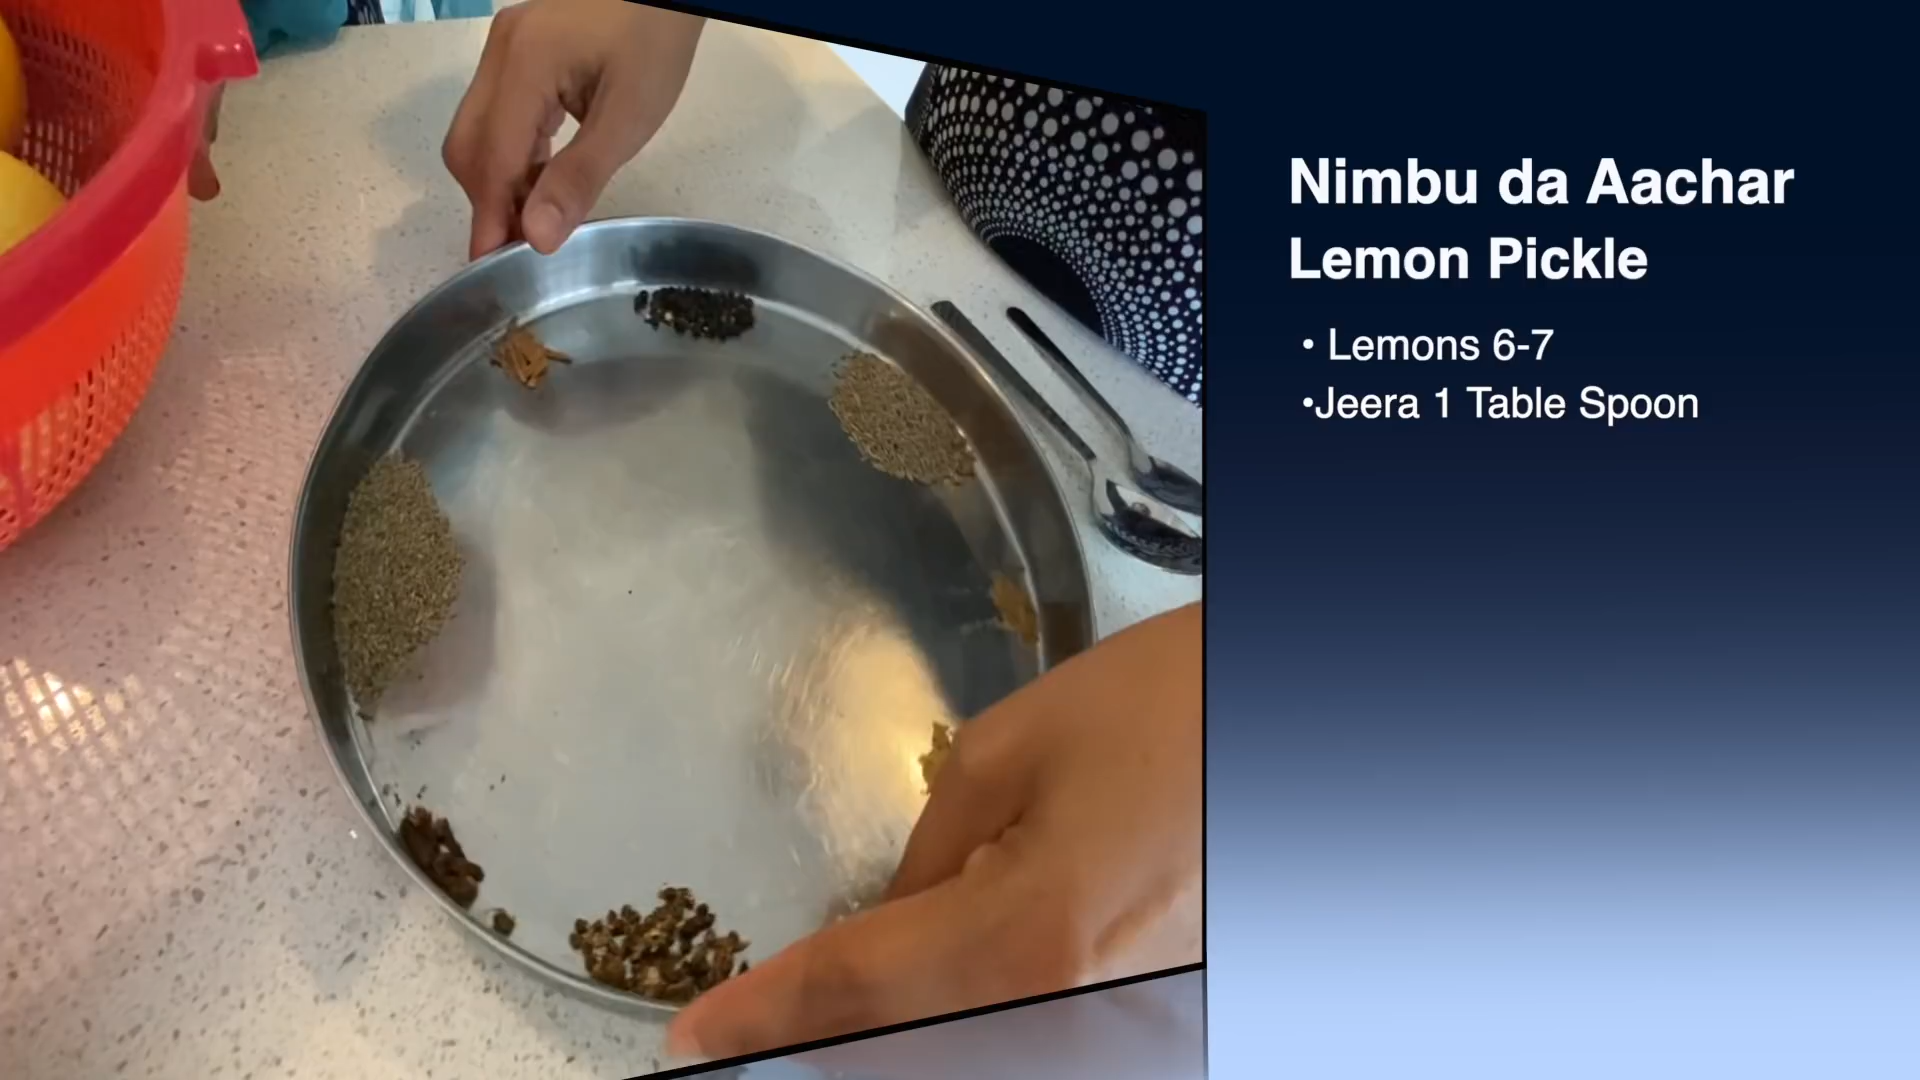 Nimbu da Aachar
Lemon Pickle
• Lemons 6-7
•Jeera 1 Table Spoon